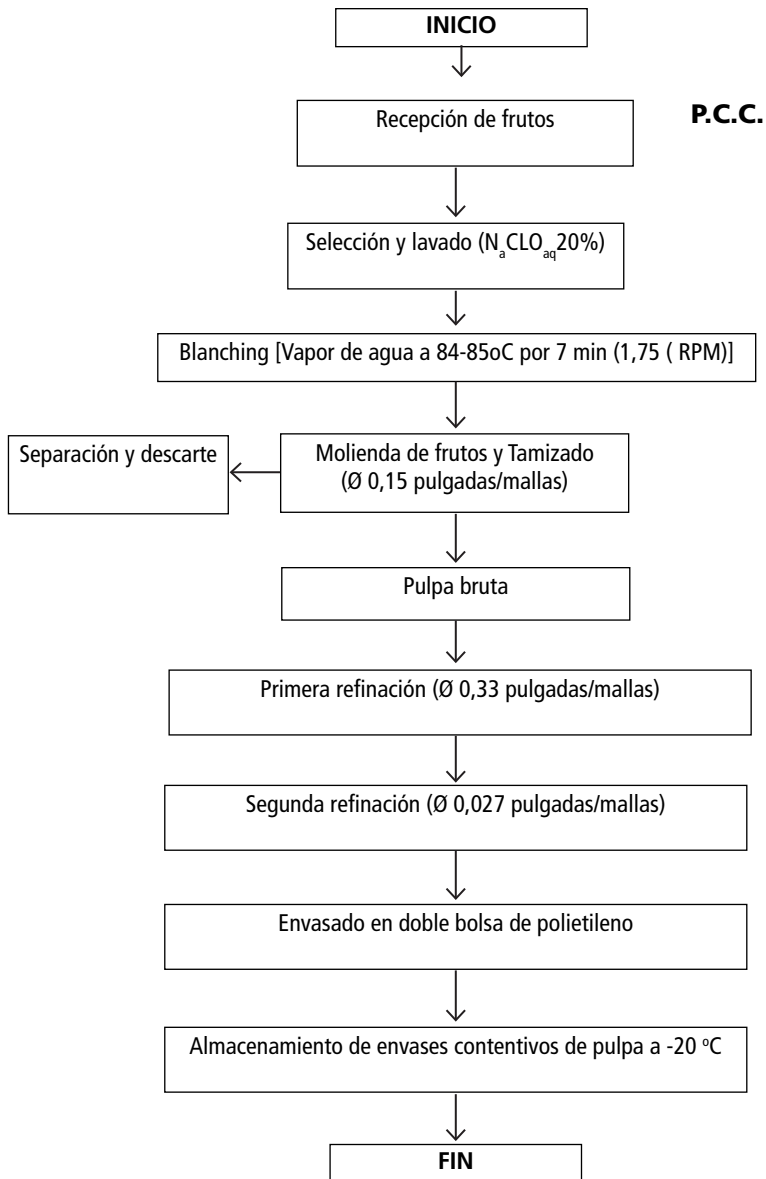 INICIO
Recepción de frutos
P.C.C.
Selección y lavado (NaCLOaq20%)
Blanching [Vapor de agua a 84-85oC por 7 min (1,75 ( RPM)]
Separación y descarte
Molienda de frutos y Tamizado
(Ø 0,15 pulgadas/mallas)
Pulpa bruta
Primera refinación (Ø 0,33 pulgadas/mallas)
Segunda refinación (Ø 0,027 pulgadas/mallas)
Envasado en doble bolsa de polietileno
Almacenamiento de envases contentivos de pulpa a -20 ºC
FIN